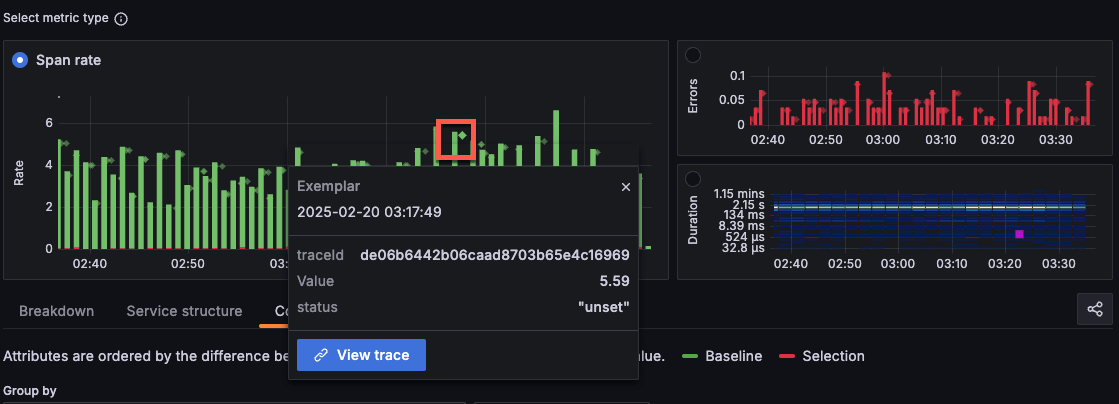 Select metric type
Span rate
Rate
6
4
2
0
02:40
02:50
03:
Errors
0.1
0.05
0
02:40
02:50
03:00
03:10
03:20
03:30
Duration
1.15 mins
2.15 s
134 ms
8.39 ms
524 µs
32.8 µs
02:40
02:50
03:00
03:10
03:20
03:30
Exemplar
2025-02-20 03:17:49
traceId de06b6442b06caad8703b65e4c16969
Value 5.59
status "unset"
View trace
Breakdown Service structure Co
Attributes are ordered by the difference be lue. Baseline Selection
Group by